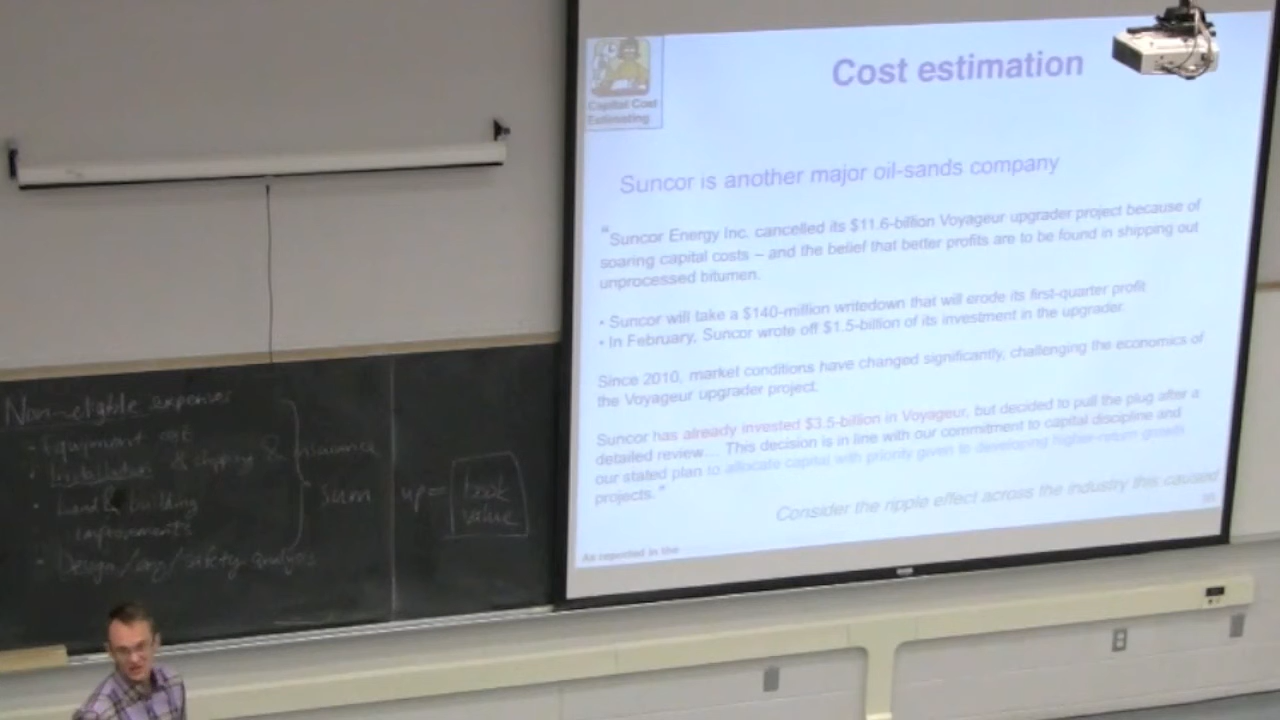 Non-eligible expenses
- Equipment cost
- Installation & shipping & insurance
- Land & building
improvements
- Design/eng/safety analysis
Sum
up =
book
value
Capital Cost
Estimating
Cost estimation
Suncor is another major oil-sands company
"Suncor Energy Inc. cancelled its $11.6-billion Voyageur upgrader project because of
soaring capital costs – and the belief that better profits are to be found in shipping out
unprocessed bitumen.
• Suncor will take a $140-million writedown that will erode its first-quarter profit
• In February, Suncor wrote off $1.5-billion of its investment in the upgrader
Since 2010, market conditions have changed significantly, challenging the economics of
the Voyageur upgrader project.
Suncor has already invested $3.5-billion in Voyageur, but decided to pull the plug after a
detailed review... This decision is in line with our commitment to capital discipline and
our stated plan to allocate capital with priority given to developing higher-return growth
projects."
Consider the ripple effect across the industry this caused
As reported in the